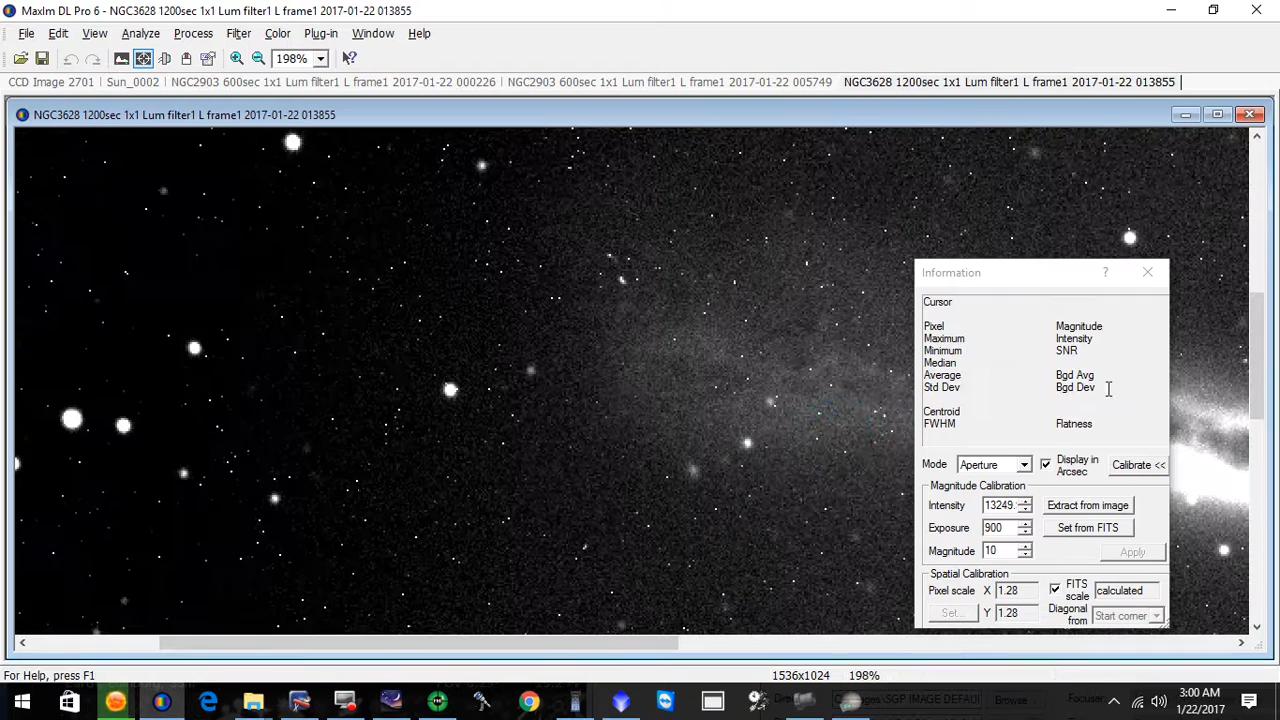 MaxIm DL Pro 6 - NGC3628 1200sec 1x1 Lum filter1 L frame1 2017-01-22 013855
File Edit View Analyze Process Filter Color Plug-in Window Help
198%
CCD Image 2701 Sun_0002 NGC2903 600sec 1x1 Lum filter1 L frame1 2017-01-22 000226 NGC2903 600sec 1x1 Lum filter1 L frame1 2017-01-22 005749 NGC3628 1200sec 1x1 Lum filter1 L frame1 2017-01-22 013855
NGC3628 1200sec 1x1 Lum filter1 L frame1 2017-01-22 013855
Information ?
Cursor
Pixel Magnitude
Maximum Intensity
Minimum SNR
Median
Average Bgd Avg
Std Dev Bgd Dev
Centroid
FWHM Flatness
Mode Aperture Display in Arcsec Calibrate <<
Magnitude Calibration
Intensity 13249. Extract from image
Exposure 900 Set from FITS
Magnitude 10 Apply
Spatial Calibration
Pixel scale X 1.28 FITS scale calculated
Set... Y 1.28 Diagonal from Start corner
For Help, press F1 1536x1024 198%
SGP IMAGE DEFAU Browse Focuser
3:00 AM
1/22/2017